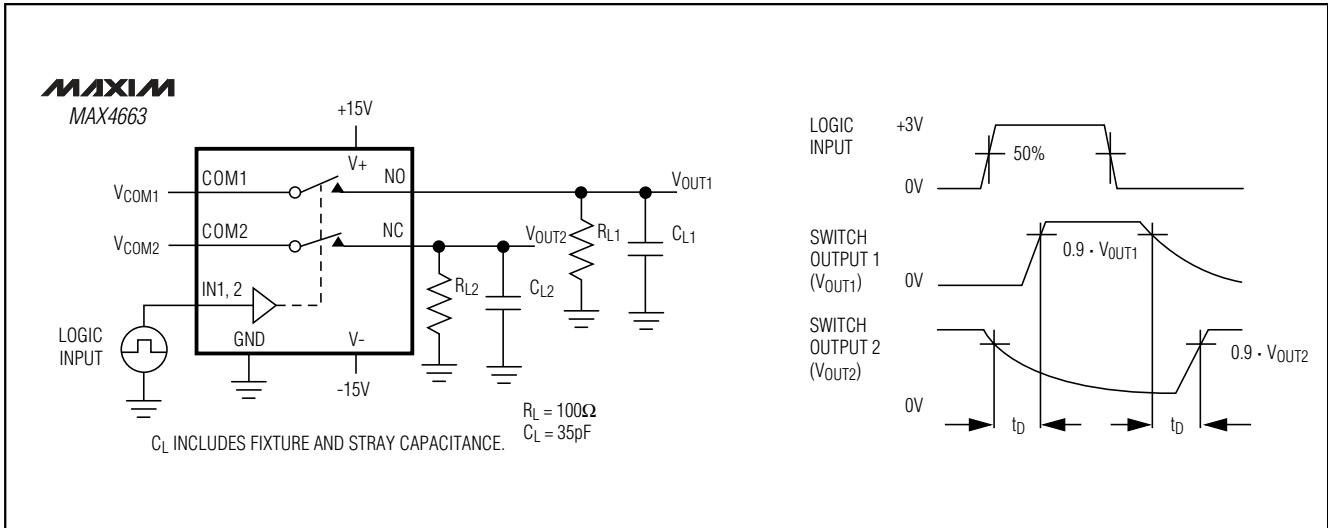 MAXIM
MAX4663
+15V
V+
COM1
NO
VCOM1
VOUT1
COM2
NC
VCOM2
VOUT2
RL1
CL1
IN1, 2
RL2
CL2
LOGIC
INPUT
GND
V-
-15V
RL = 100Ω
CL = 35pF
CL INCLUDES FIXTURE AND STRAY CAPACITANCE.
LOGIC
INPUT
+3V
50%
0V
SWITCH
OUTPUT 1
(VOUT1)
0.9 · VOUT1
0V
SWITCH
OUTPUT 2
(VOUT2)
0.9 · VOUT2
0V
tD
tD